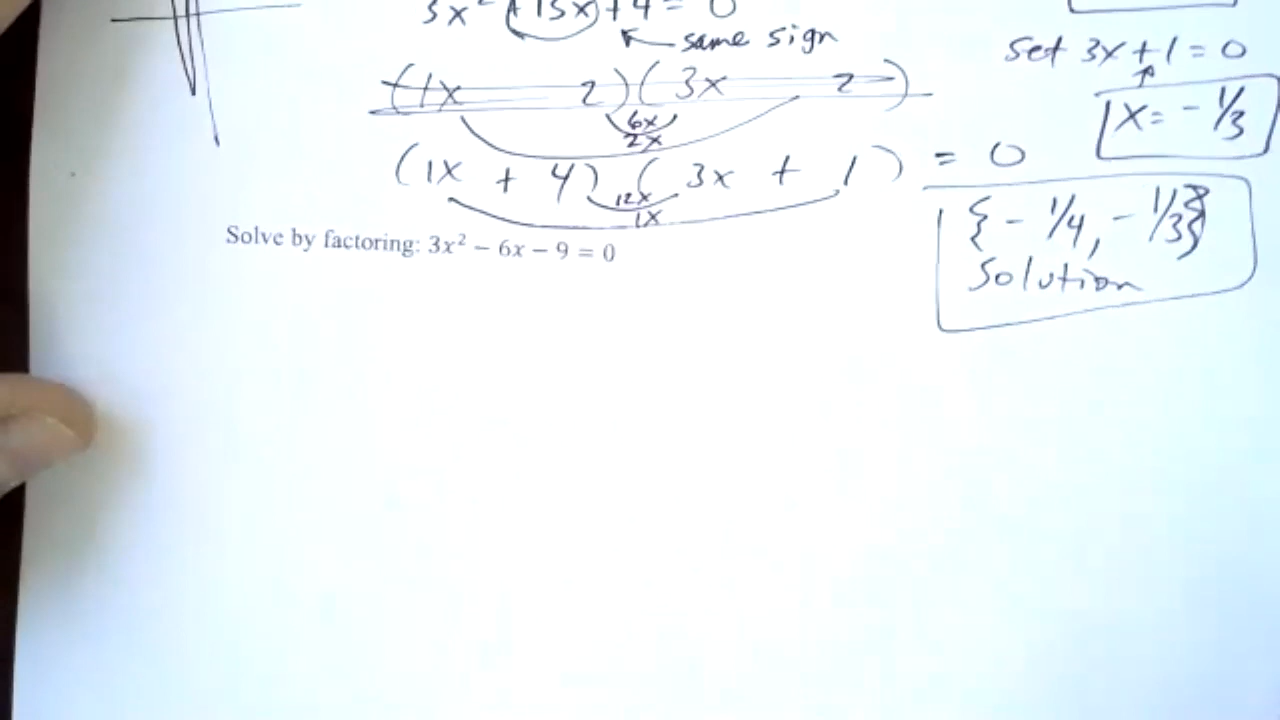 3x² + 13x + 4 = 0
same sign
(1x 2)(3x 2)
6x
2x
(1x + 4)(3x + 1) = 0
12x
1x
set 3x + 1 = 0
x = - 1/3
{- 1/4, - 1/3}
Solution
Solve by factoring: 3x² − 6x − 9 = 0